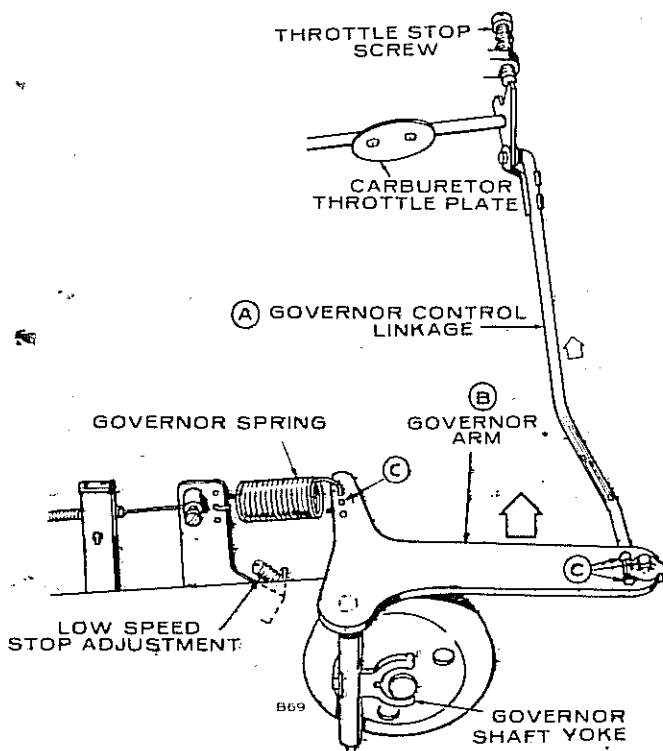 THROTTLE STOP
SCREW
CARBURETOR
THROTTLE PLATE
A GOVERNOR CONTROL
LINKAGE
B
GOVERNOR
ARM
GOVERNOR SPRING
C
C
LOW SPEED
STOP ADJUSTMENT
B69
GOVERNOR
SHAFT YOKE